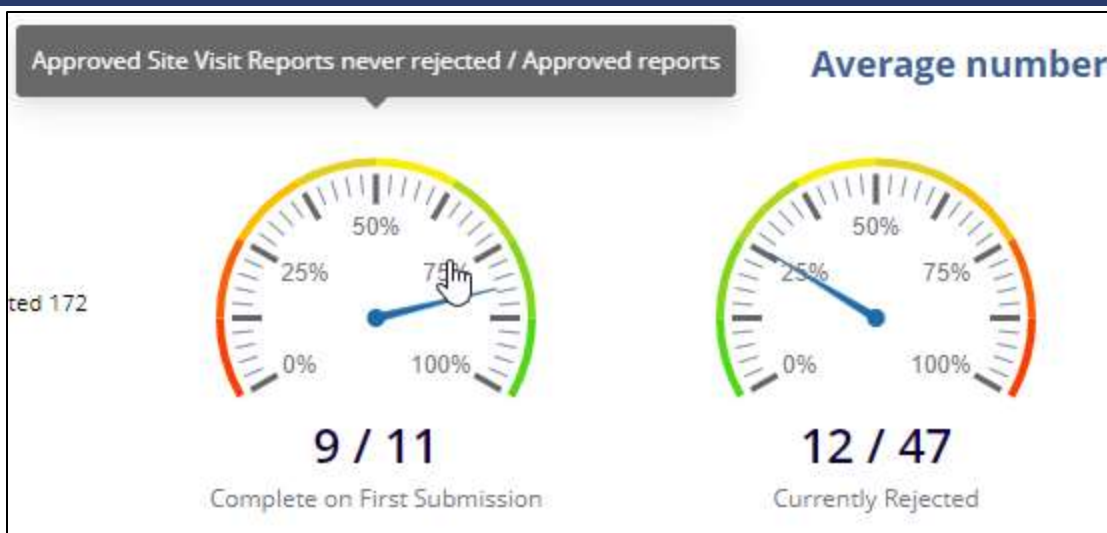 Approved Site Visit Reports never rejected / Approved reports
Average number
ted 172
50%
25%
75%
0%
100%
9 / 11
Complete on First Submission
50%
25%
75%
0%
100%
12 / 47
Currently Rejected